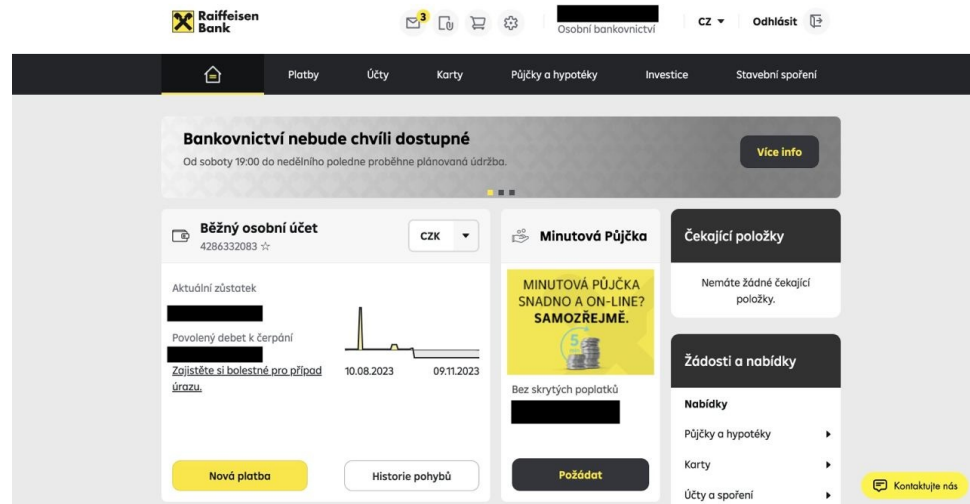 Raiffeisen
Bank
3
Osobní bankovnictví
CZ
Odhlásit
Platby
Účty
Karty
Půjčky a hypotéky
Investice
Stavební spoření
Bankovnictví nebude chvíli dostupné
Od soboty 19:00 do nedělního poledne proběhne plánovaná údržba.
Více info
Běžný osobní účet
4286332083
CZK
Aktuální zůstatek
Povolený debet k čerpání
Zajistěte si bolestné pro případ
úrazu.
10.08.2023
09.11.2023
Nová platba
Historie pohybů
Minutová Půjčka
MINUTOVÁ PŮJČKA
SNADNO A ON-LINE?
SAMOZŘEJMĚ.
5
Bez skrytých poplatků
Požádat
Čekající položky
Nemáte žádné čekající
položky.
Žádosti a nabídky
Nabídky
Půjčky a hypotéky
Karty
Účty a spoření
Kontaktujte nás